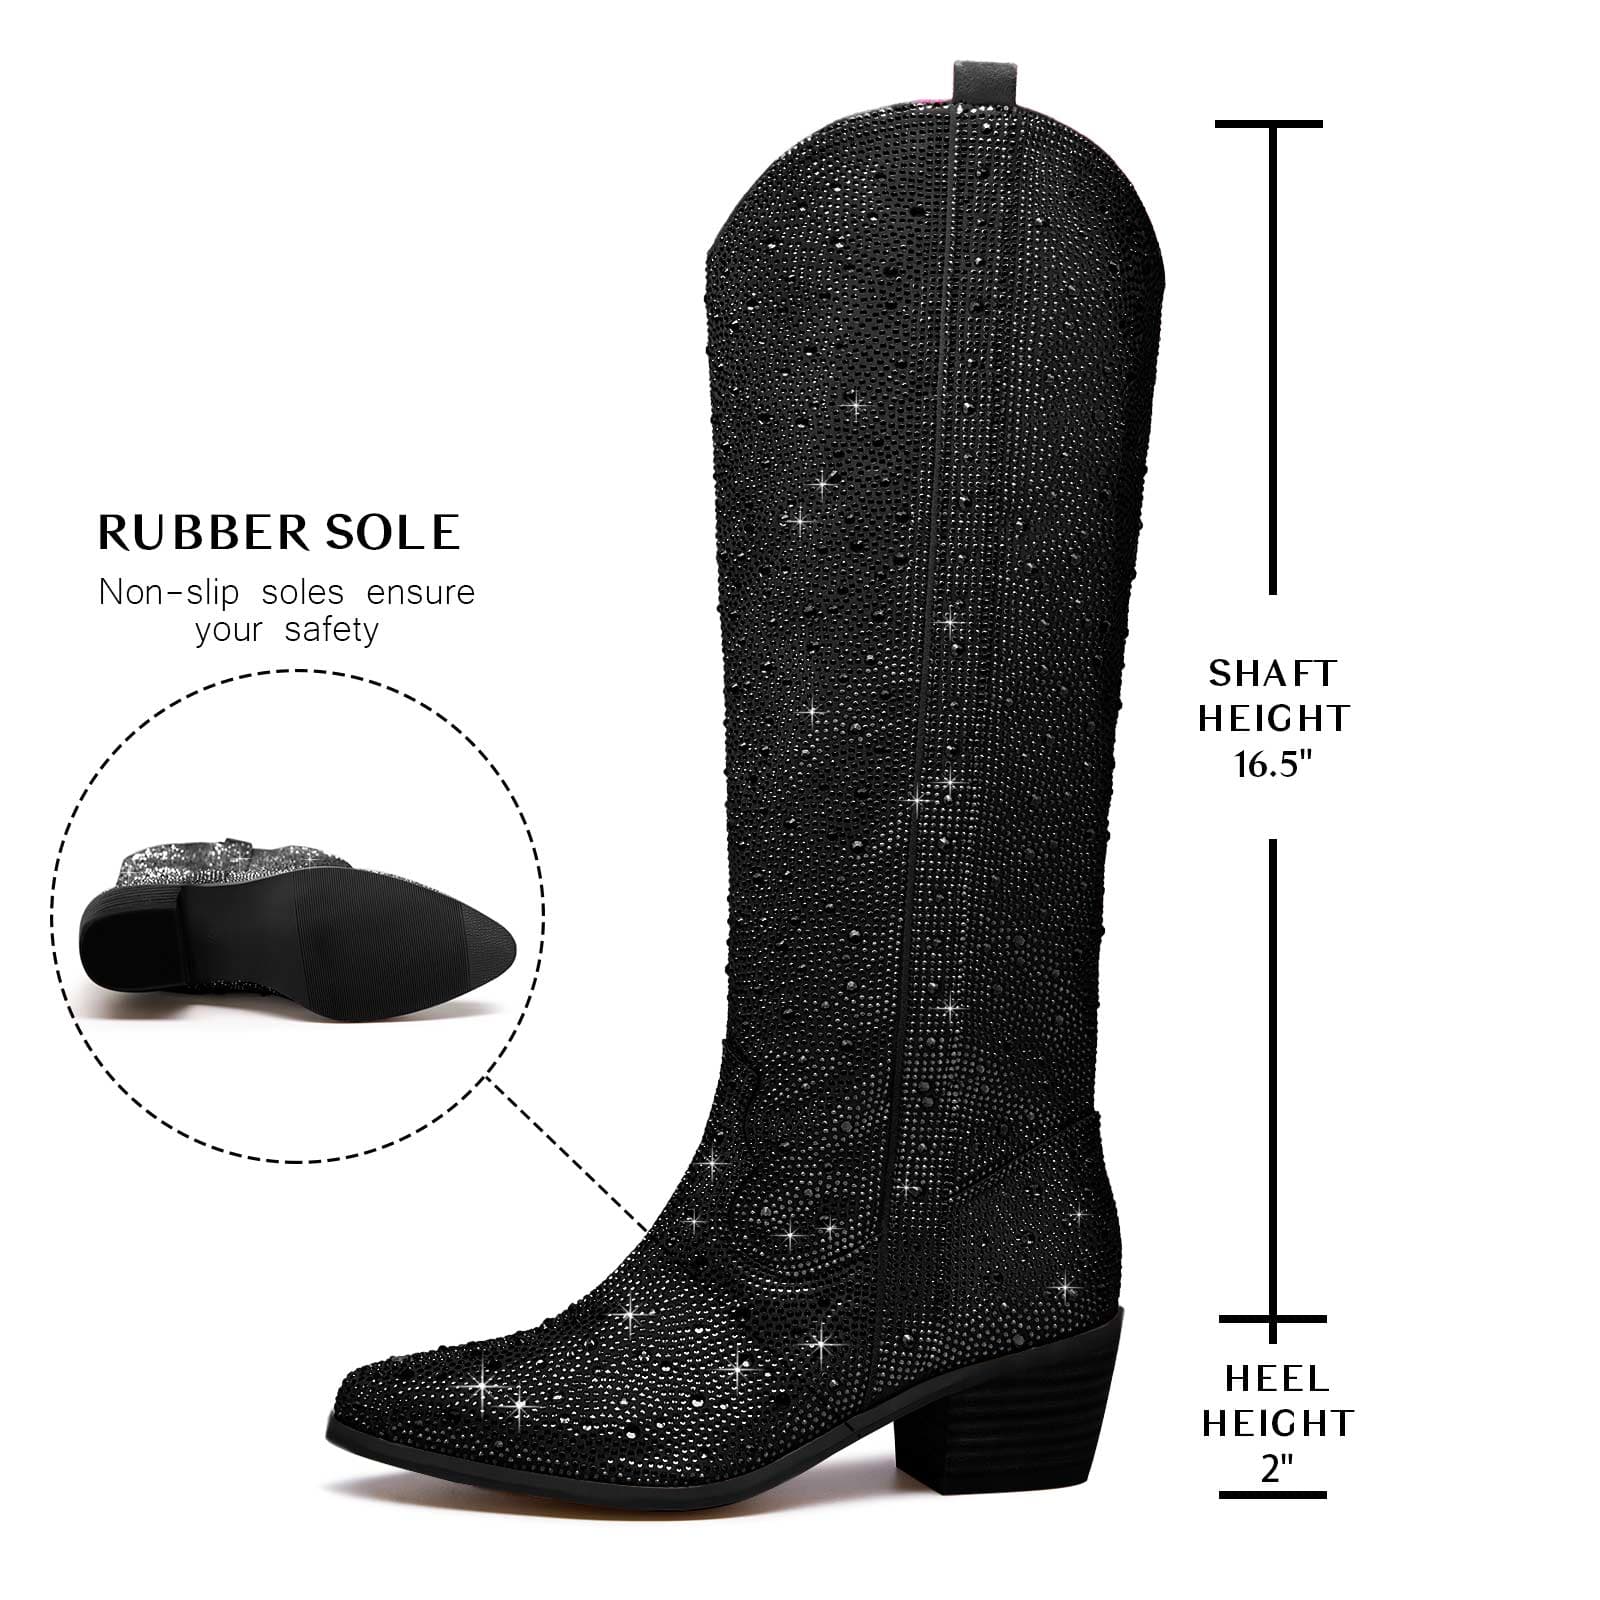 RUBBER SOLE
Non-slip soles ensure
your safety
SHAFT
HEIGHT
16.5"
HEEL
HEIGHT
2"